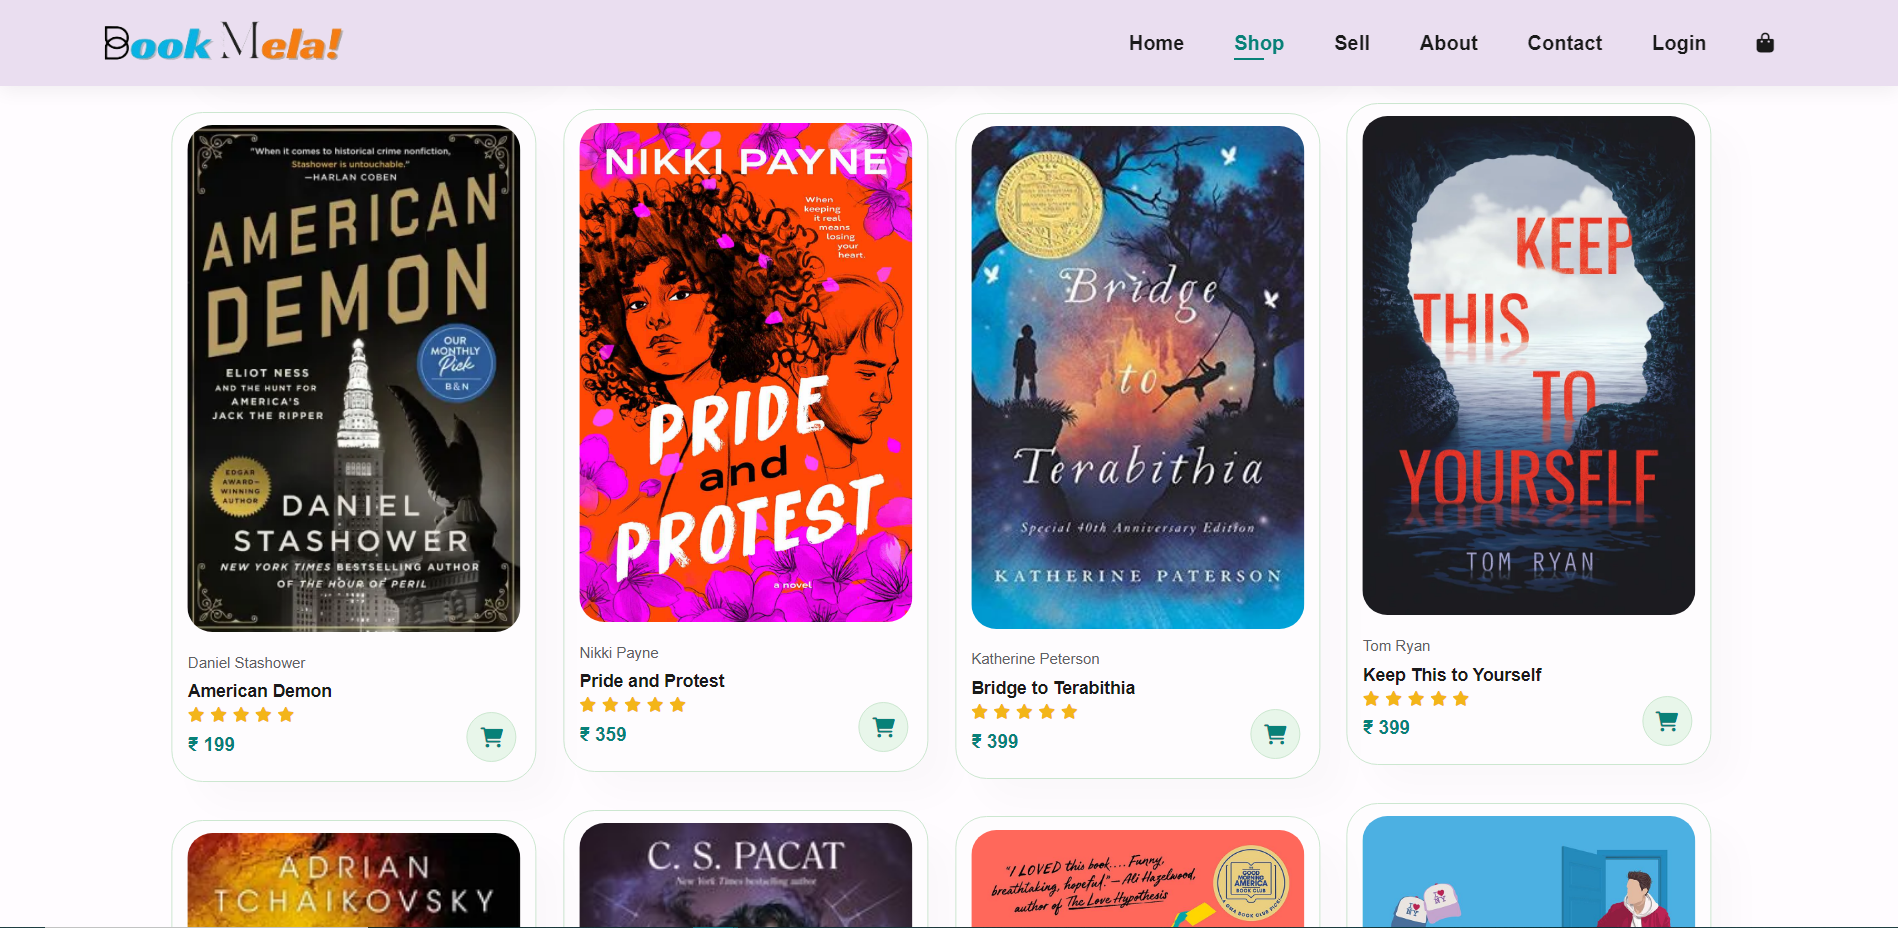 Book Mela!
Home Shop Sell About Contact Login
"When it comes to historical crime nonfiction,
Stashower is untouchable."
—HARLAN COBEN
AMERICAN
DEMON
OUR
MONTHLY
Pick
B&N
ELIOT NESS
AND THE HUNT FOR
AMERICA'S
JACK THE RIPPER
EDGAR
AWARD–
WINNING
AUTHOR
DANIEL
STASHOWER
NEW YORK TIMES BESTSELLING AUTHOR
OF THE HOUR OF PERIL
Daniel Stashower
American Demon
₹ 199
NIKKI PAYNE
When
keeping
it real
means
losing
your
heart.
PRIDE
and
PROTEST
a novel
Nikki Payne
Pride and Protest
₹ 359
Bridge
to
Terabithia
Special 40th Anniversary Edition
KATHERINE PATERSON
Katherine Peterson
Bridge to Terabithia
₹ 399
KEEP
THIS
TO
YOURSELF
TOM RYAN
Tom Ryan
Keep This to Yourself
₹ 399
ADRIAN
TCHAIKOVSKY
C. S. PACAT
New York Times bestselling author
"I LOVED this book.... Funny,
breathtaking, hopeful." — Ali Hazelwood,
author of The Love Hypothesis
GOOD
MORNING
AMERICA
BOOK CLUB
A GMA BOOK CLUB PICK
I NY
I NY